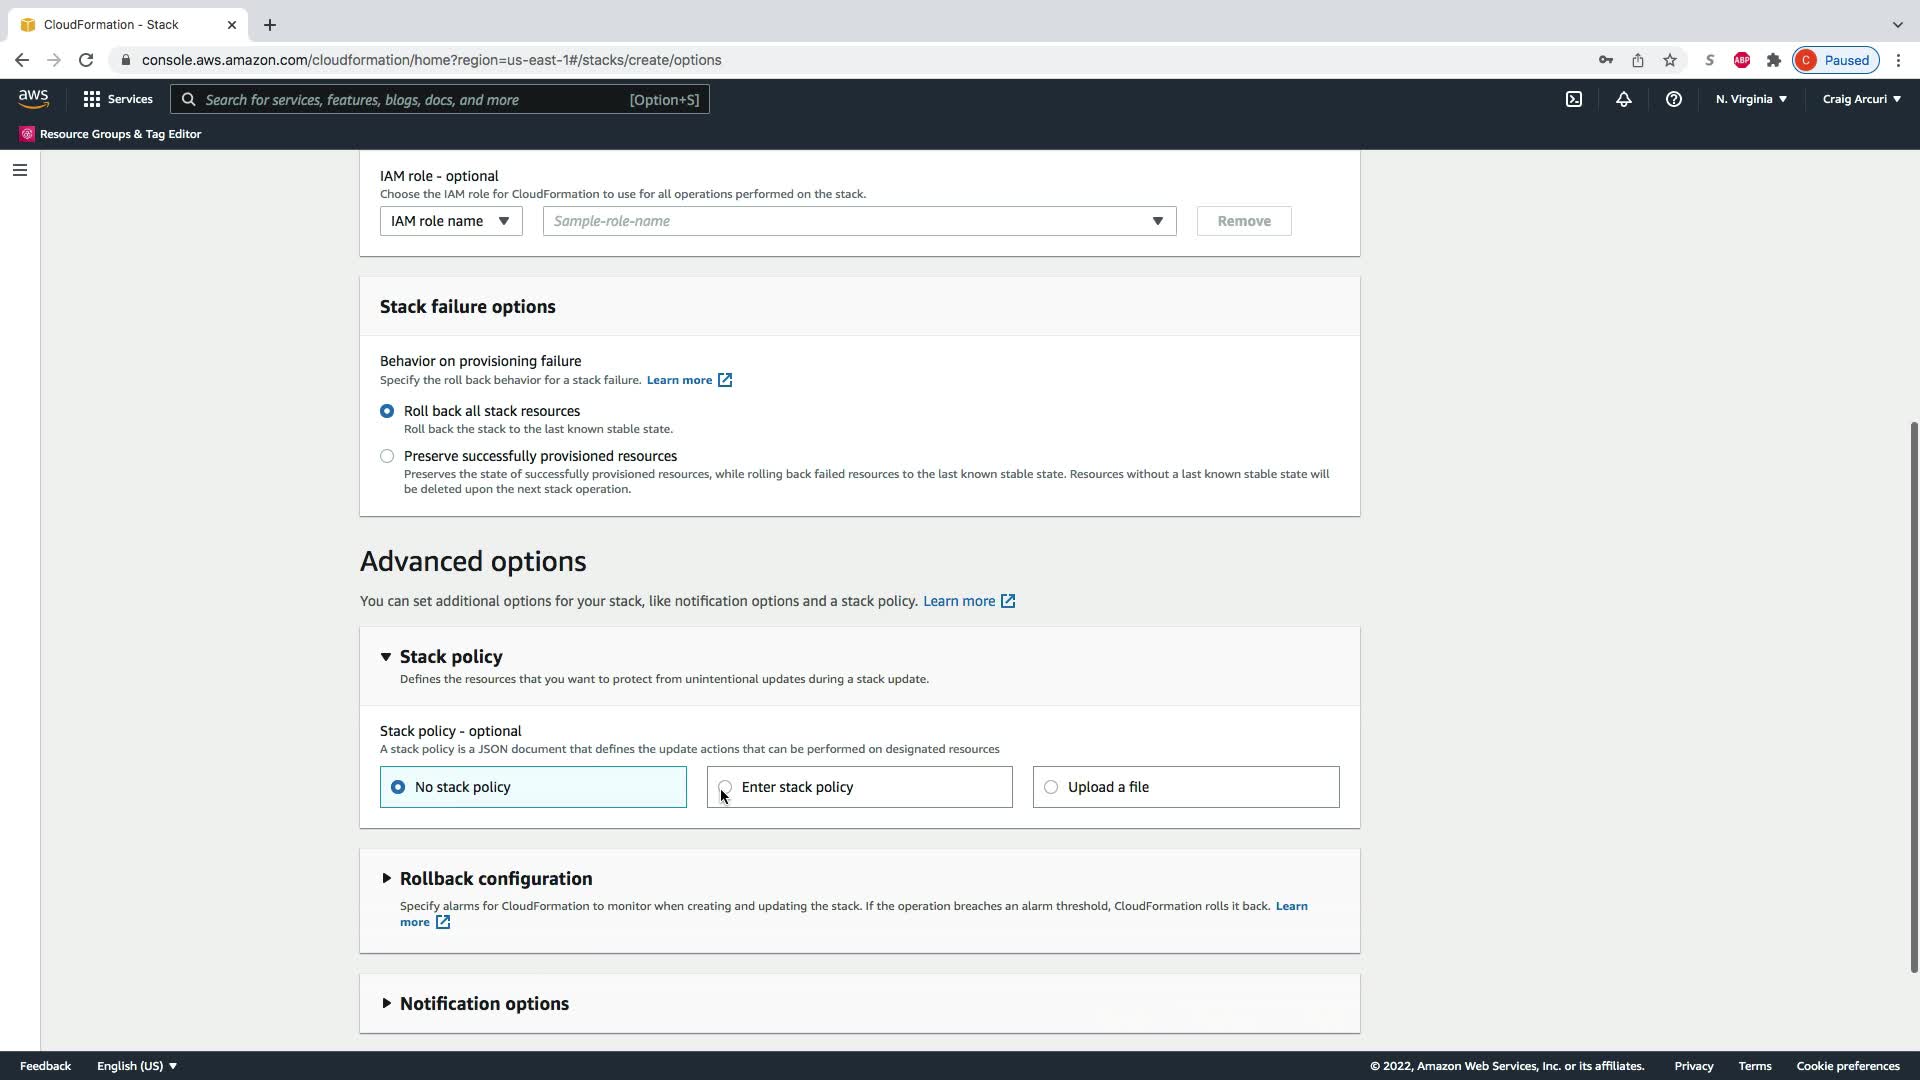 CloudFormation - Stack
console.aws.amazon.com/cloudformation/home?region=us-east-1#/stacks/create/options
S
ABP
C
Paused
aws
Services
Search for services, features, blogs, docs, and more
[Option+S]
N. Virginia
Craig Arcuri
Resource Groups & Tag Editor
IAM role - optional
Choose the IAM role for CloudFormation to use for all operations performed on the stack.
IAM role name
Sample-role-name
Remove
Stack failure options
Behavior on provisioning failure
Specify the roll back behavior for a stack failure. Learn more
Roll back all stack resources
Roll back the stack to the last known stable state.
Preserve successfully provisioned resources
Preserves the state of successfully provisioned resources, while rolling back failed resources to the last known stable state. Resources without a last known stable state will
be deleted upon the next stack operation.
Advanced options
You can set additional options for your stack, like notification options and a stack policy. Learn more
Stack policy
Defines the resources that you want to protect from unintentional updates during a stack update.
Stack policy - optional
A stack policy is a JSON document that defines the update actions that can be performed on designated resources
No stack policy
Enter stack policy
Upload a file
Rollback configuration
Specify alarms for CloudFormation to monitor when creating and updating the stack. If the operation breaches an alarm threshold, CloudFormation rolls it back. Learn
more
Notification options
Feedback
English (US)
© 2022, Amazon Web Services, Inc. or its affiliates.
Privacy
Terms
Cookie preferences